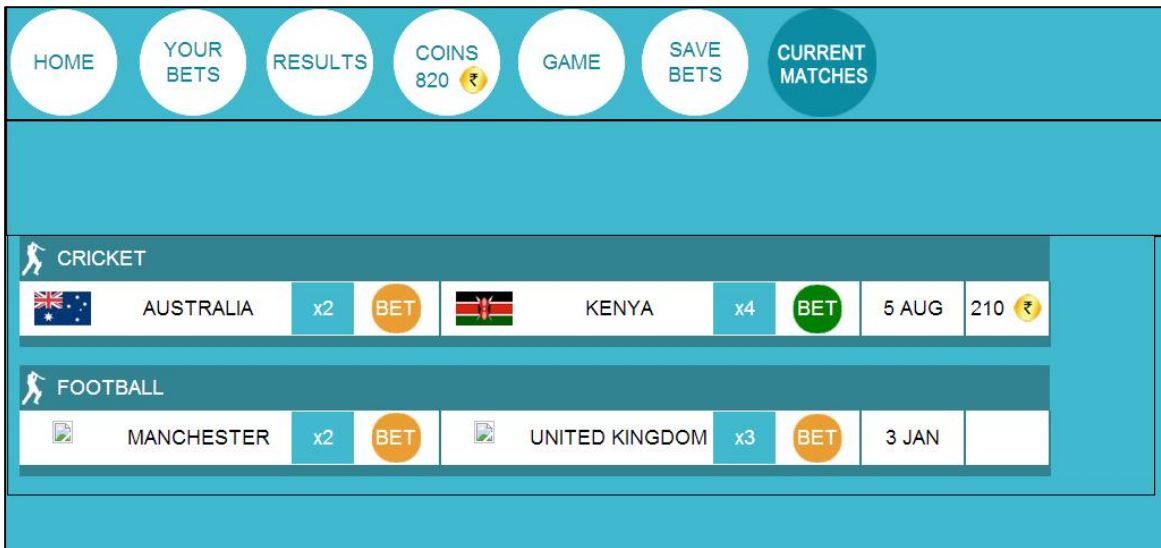 HOME
YOUR
BETS
RESULTS
COINS
820 ₹
GAME
SAVE
BETS
CURRENT
MATCHES
CRICKET
AUSTRALIA x2 BET KENYA x4 BET 5 AUG 210 ₹
FOOTBALL
MANCHESTER x2 BET UNITED KINGDOM x3 BET 3 JAN